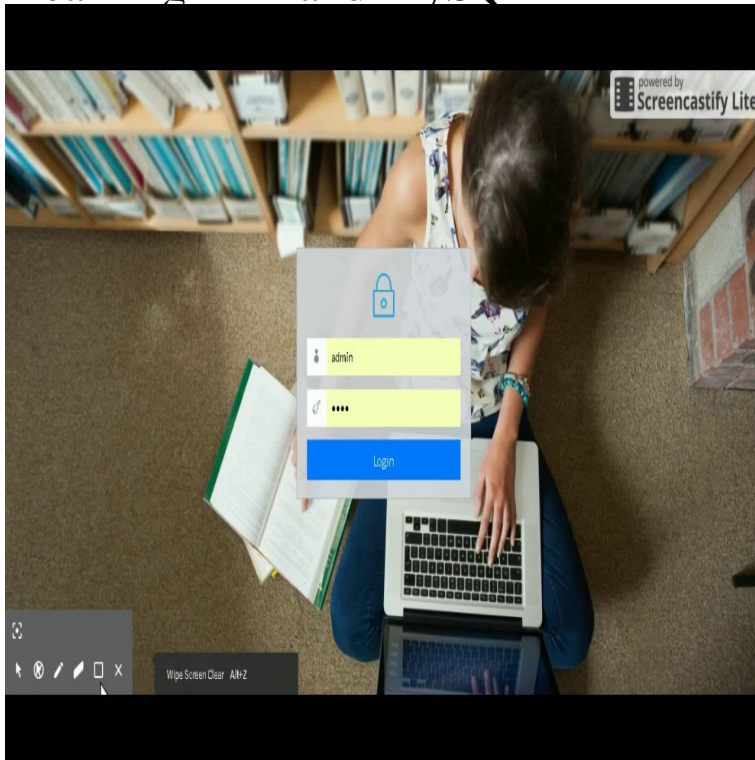 powered by
Screencastify Lite
admin
••••
Login
Wipe Screen Clear Alt+Z